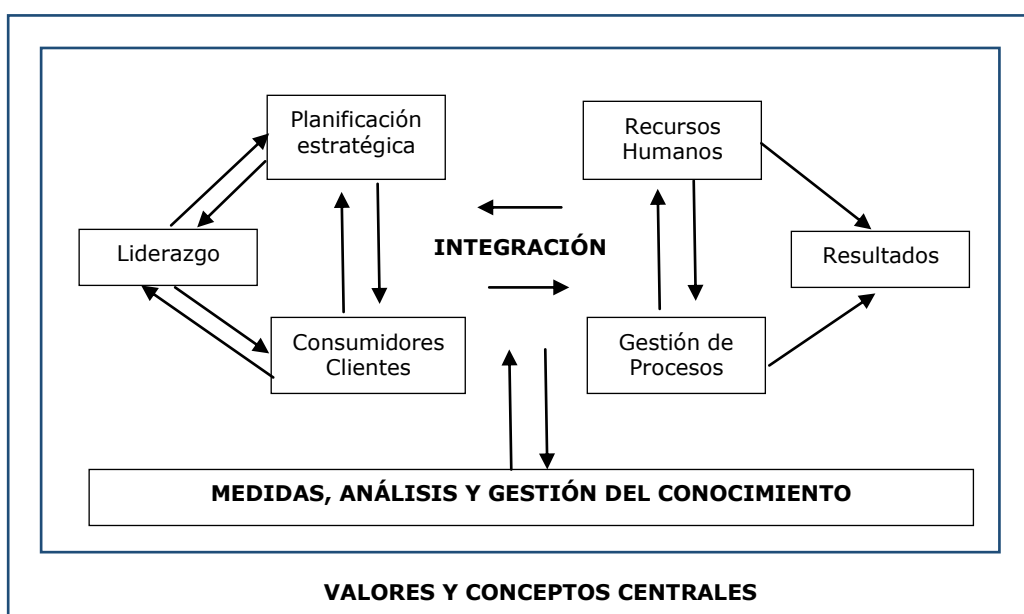 Planificación
estratégica
Recursos
Humanos
Liderazgo
INTEGRACIÓN
Resultados
Consumidores
Clientes
Gestión de
Procesos
MEDIDAS, ANÁLISIS Y GESTIÓN DEL CONOCIMIENTO
VALORES Y CONCEPTOS CENTRALES